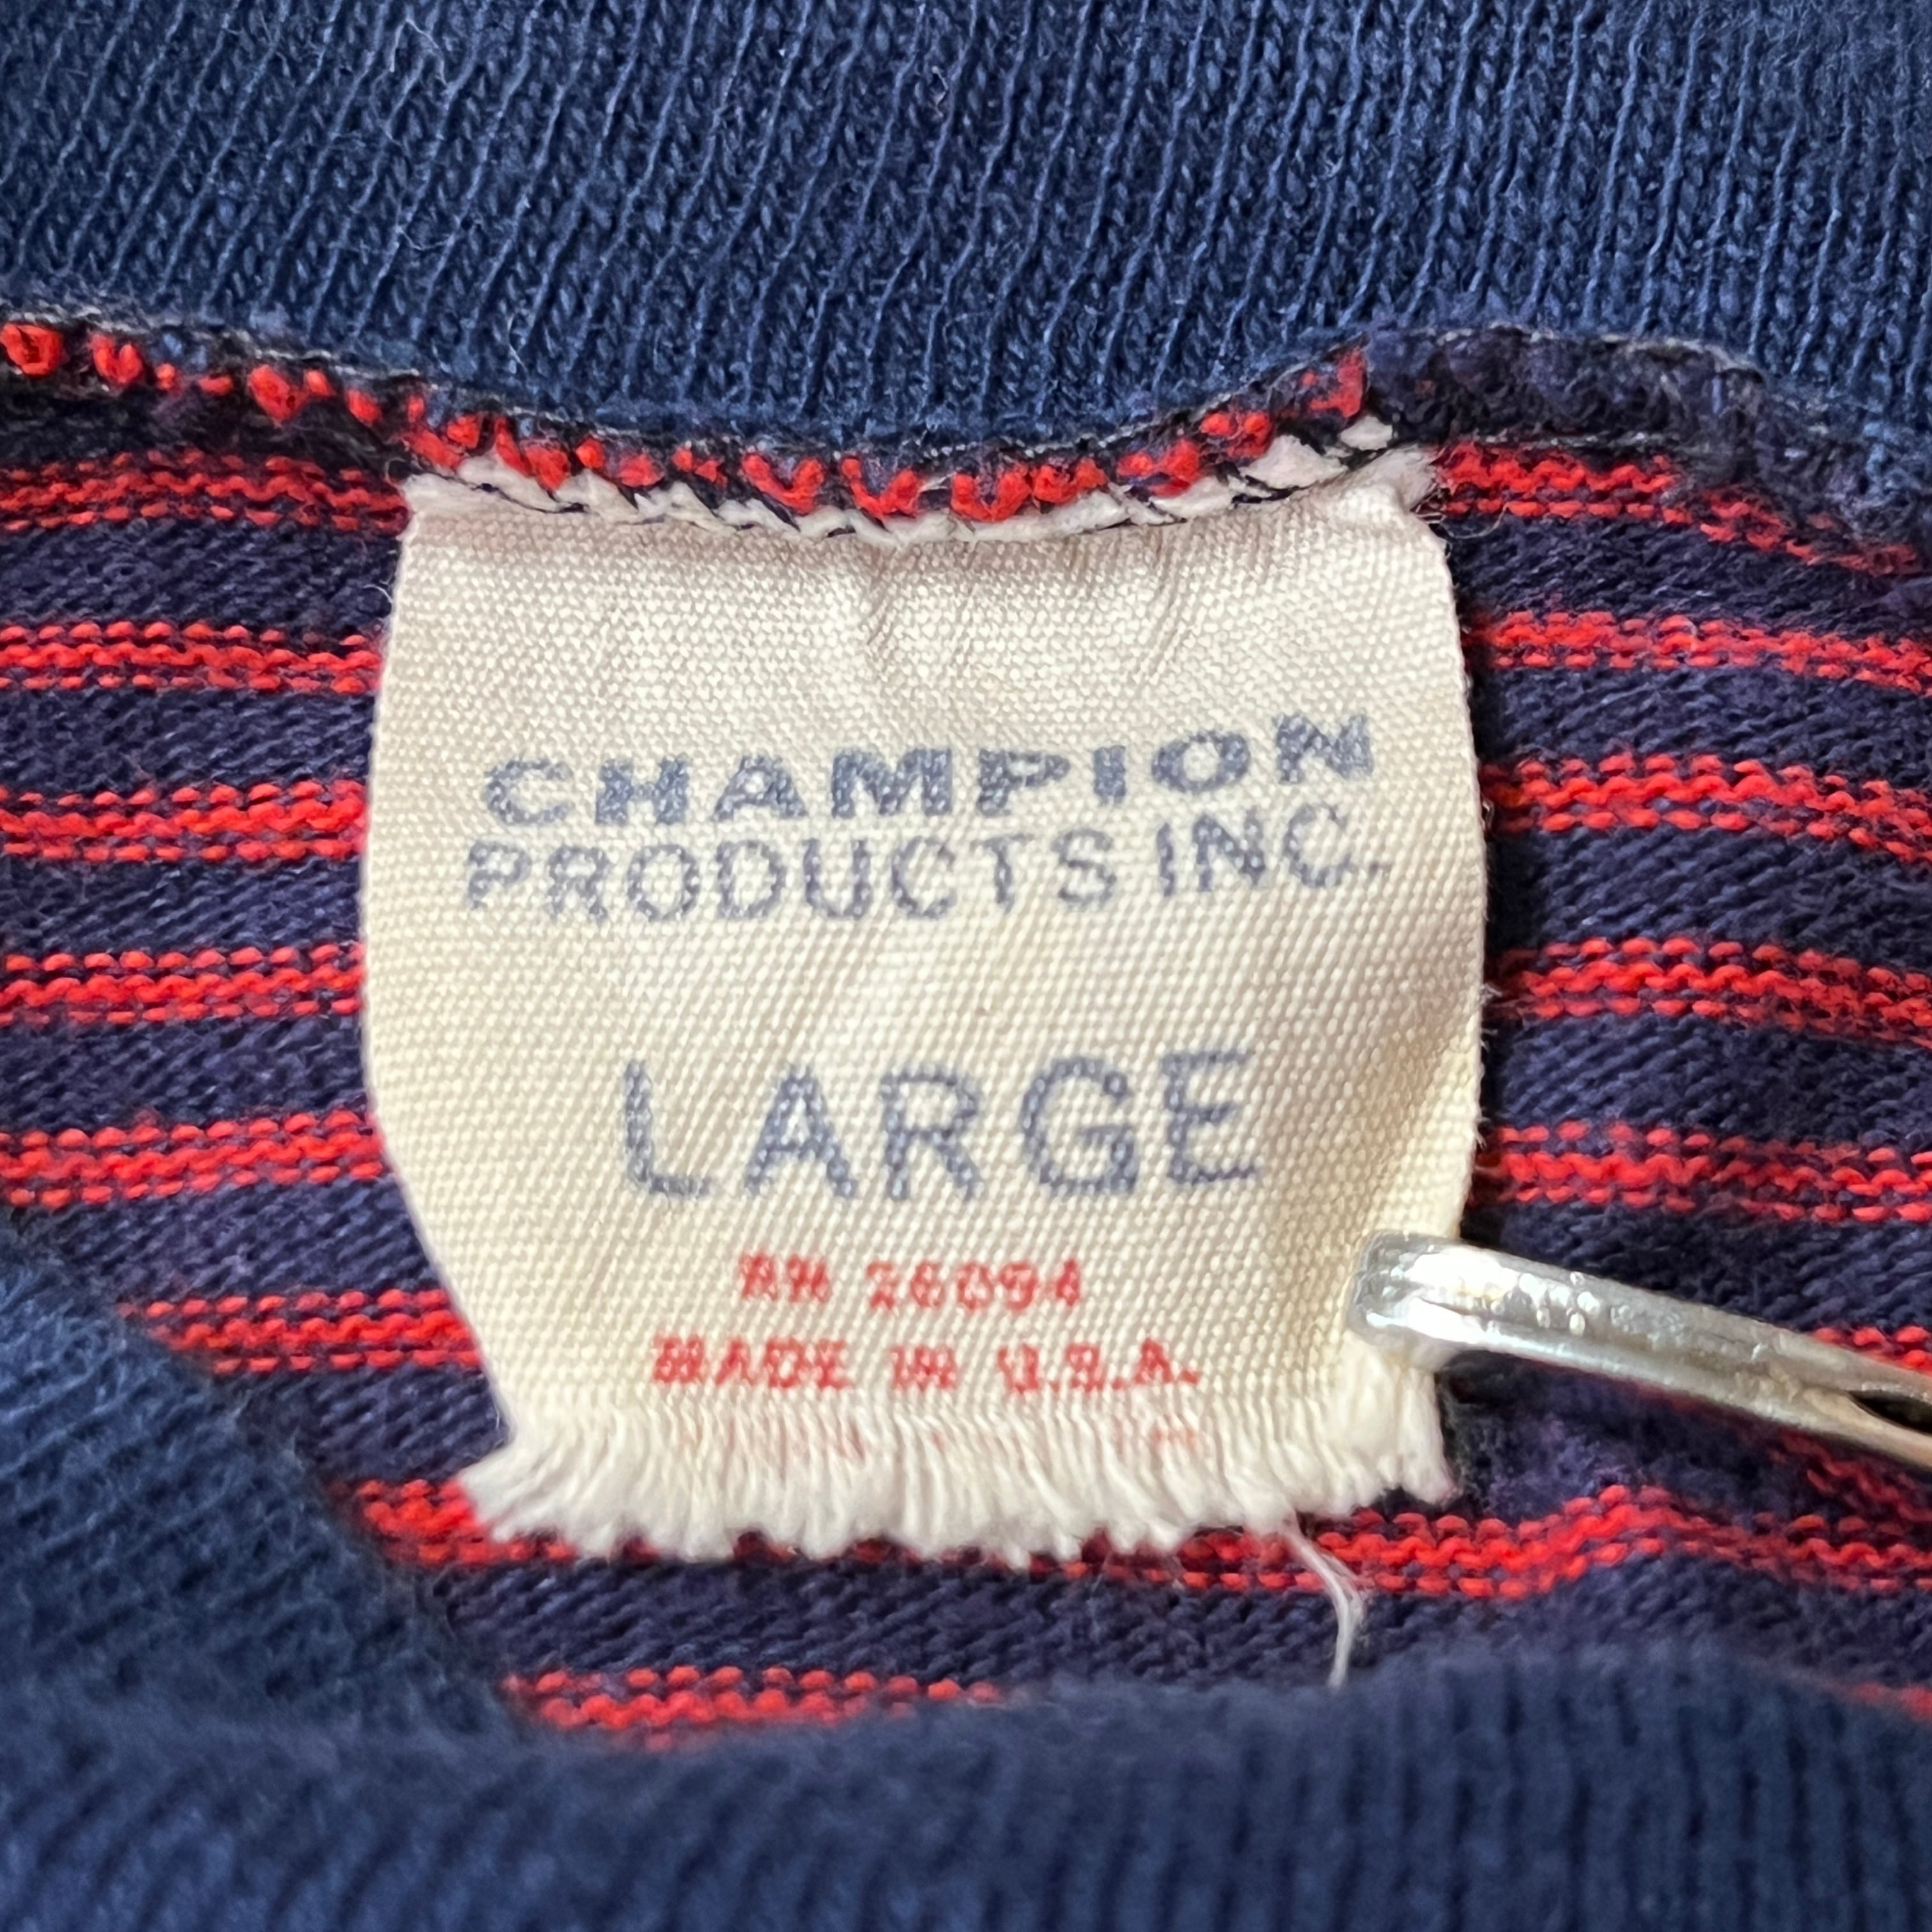 CHAMPION
PRODUCTS INC.
LARGE
RN 26094
MADE IN U.S.A.